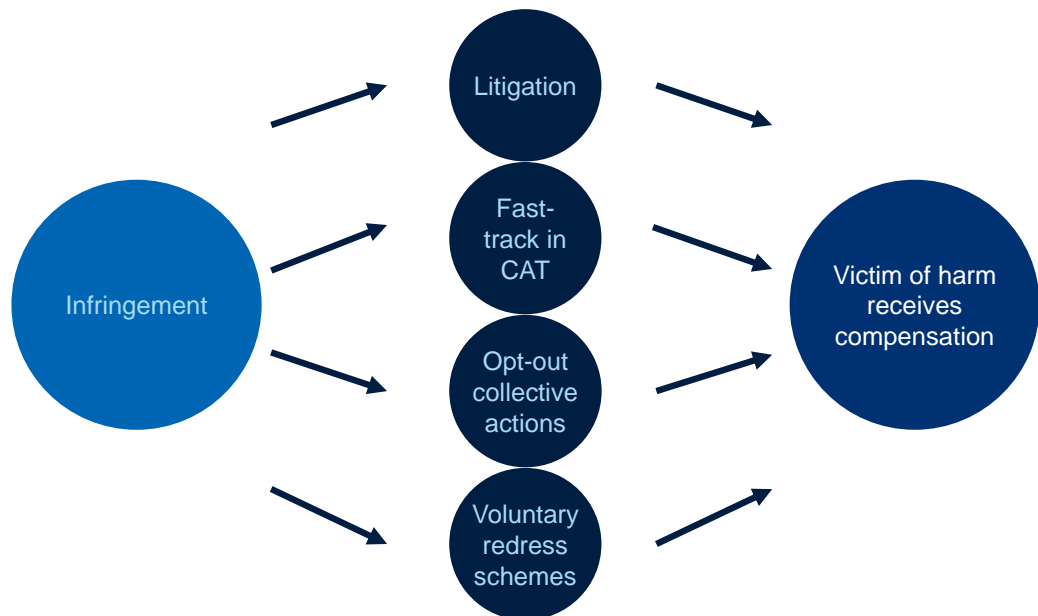 Litigation
Fast-
track in
CAT
Infringement
Victim of harm
receives
compensation
Opt-out
collective
actions
Voluntary
redress
schemes